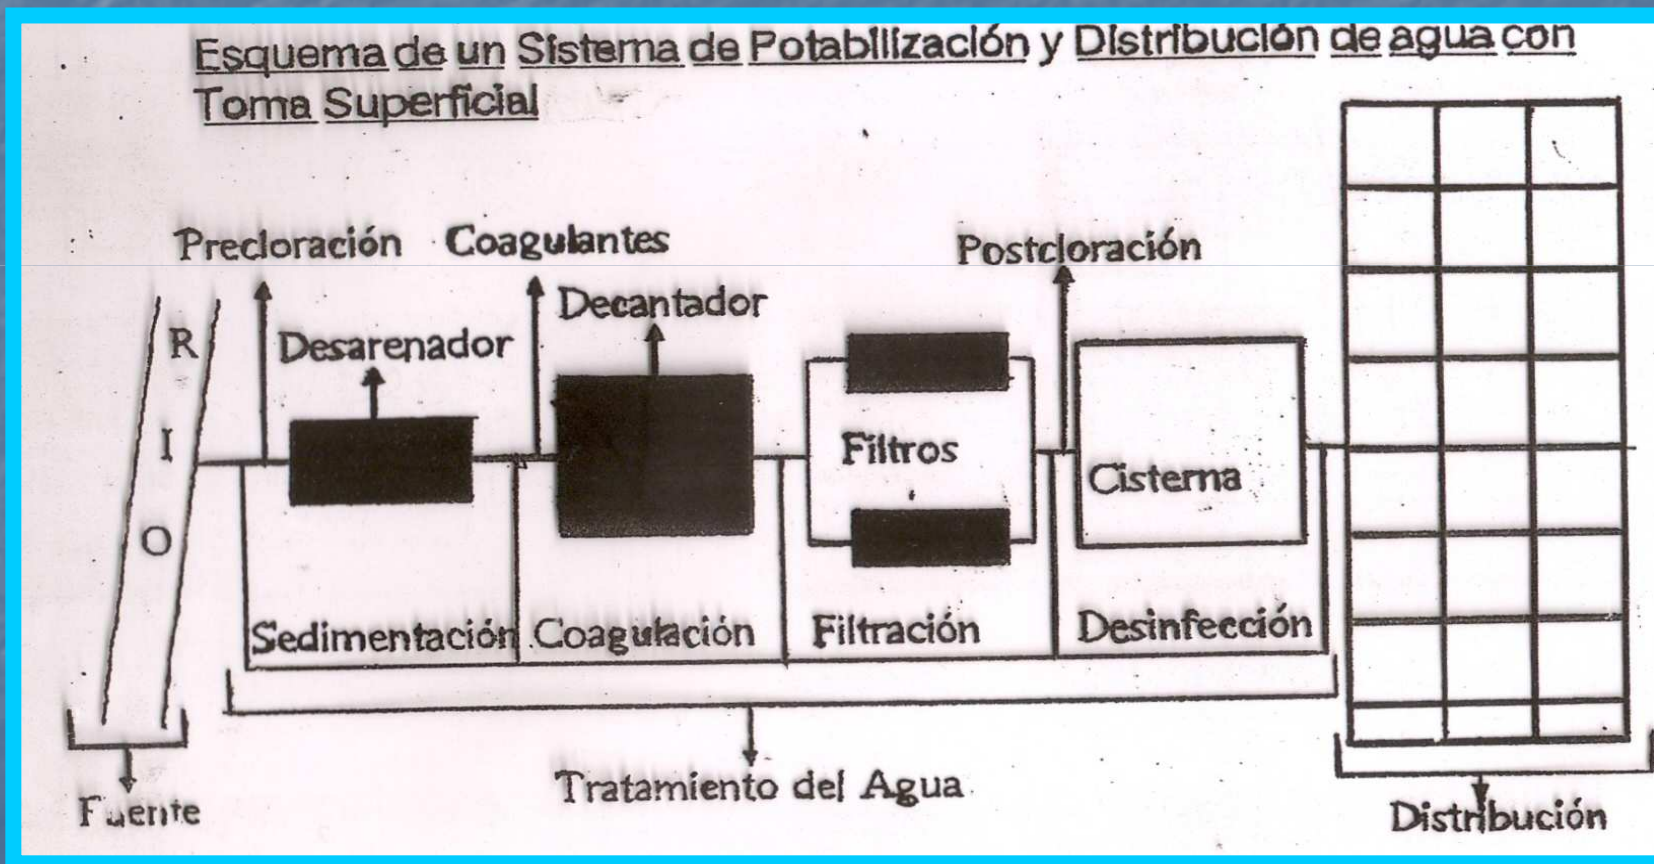 Esquema de un Sistema de Potabilización y Distribución de agua con
Toma Superficial
Precloración
Coagulantes
Postcloración
Decantador
Desarenador
R
I
O
Filtros
Cisterna
Sedimentación
Coagulación
Filtración
Desinfección
Tratamiento del Agua
Fuente
Distribución